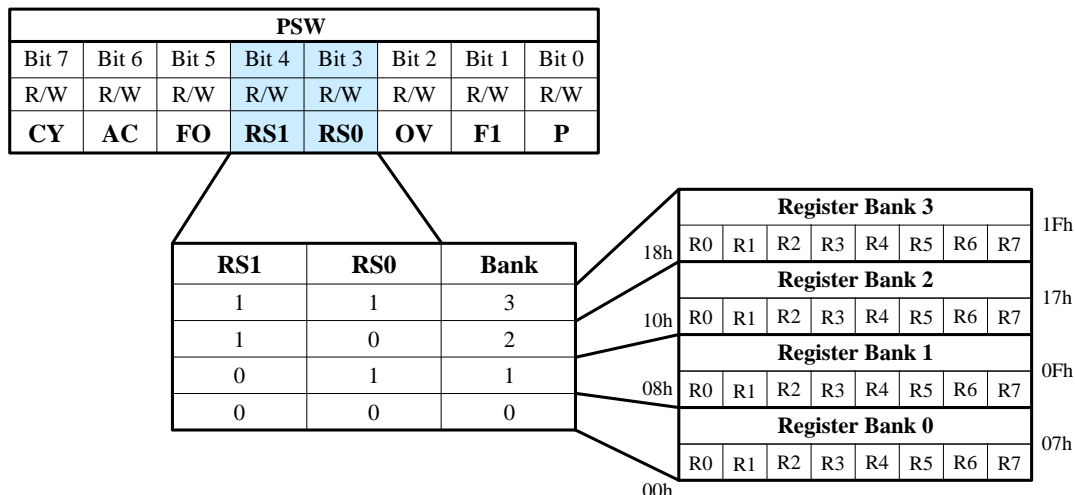 PSW
Bit 7 Bit 6 Bit 5 Bit 4 Bit 3 Bit 2 Bit 1 Bit 0
R/W R/W R/W R/W R/W R/W R/W R/W
CY AC FO RS1 RS0 OV F1 P
RS1 RS0 Bank
1 1 3
1 0 2
0 1 1
0 0 0
Register Bank 3
1Fh
18h R0 R1 R2 R3 R4 R5 R6 R7
Register Bank 2
17h
10h R0 R1 R2 R3 R4 R5 R6 R7
Register Bank 1
0Fh
08h R0 R1 R2 R3 R4 R5 R6 R7
Register Bank 0
07h
R0 R1 R2 R3 R4 R5 R6 R7
00h